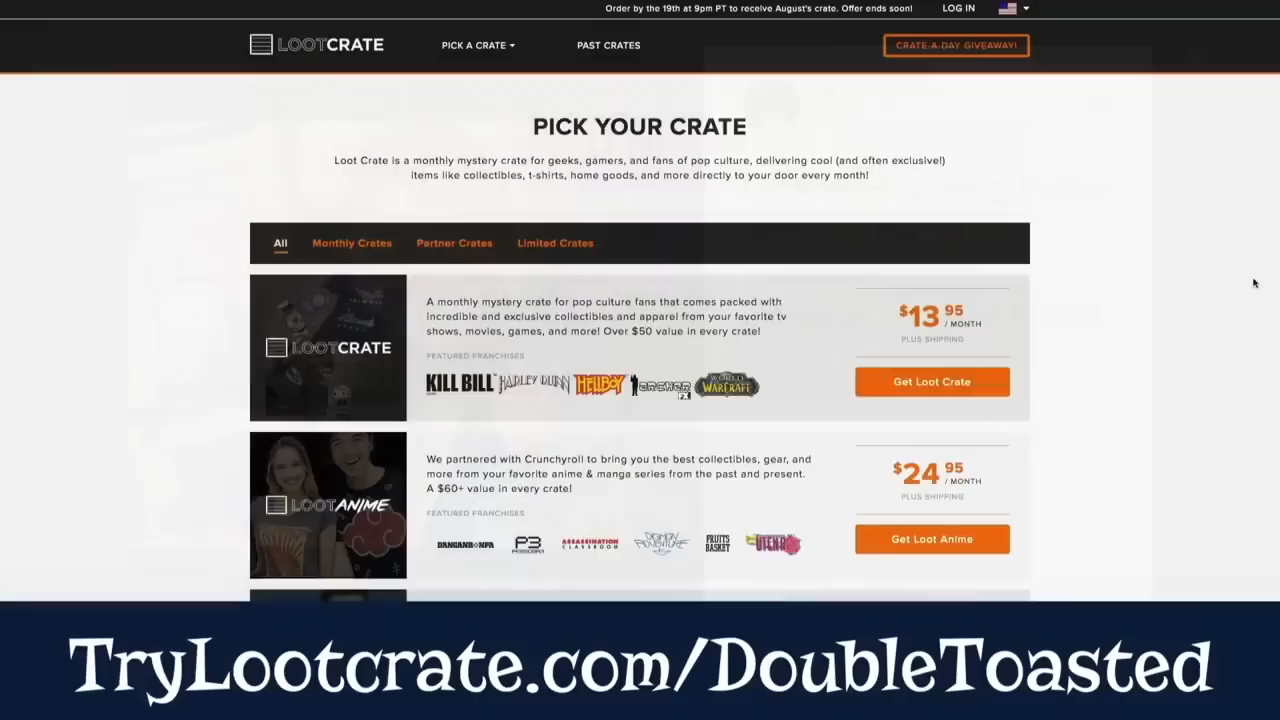 Order by the 19th at 9pm PT to receive August's crate. Offer ends soon!
LOG IN
LOOTCRATE
PICK A CRATE
PAST CRATES
CRATE-A-DAY GIVEAWAY!
PICK YOUR CRATE
Loot Crate is a monthly mystery crate for geeks, gamers, and fans of pop culture, delivering cool (and often exclusive!)
items like collectibles, t-shirts, home goods, and more directly to your door every month!
All
Monthly Crates
Partner Crates
Limited Crates
LOOTCRATE
A monthly mystery crate for pop culture fans that comes packed with
incredible and exclusive collectibles and apparel from your favorite tv
shows, movies, games, and more! Over $50 value in every crate!
FEATURED FRANCHISES
KILL BILL HARLEY QUINN HELLBOY ARCHER FX WORLD WARCRAFT
$13 95 / MONTH
PLUS SHIPPING
Get Loot Crate
LOOTANIME
We partnered with Crunchyroll to bring you the best collectibles, gear, and
more from your favorite anime & manga series from the past and present.
A $60+ value in every crate!
FEATURED FRANCHISES
DANGANRONPA P3 PERSONA ASSASSINATION CLASSROOM DIGIMON ADVENTURE FRUITS BASKET UTENA
$24 95 / MONTH
PLUS SHIPPING
Get Loot Anime
TryLootcrate.com/DoubleToasted